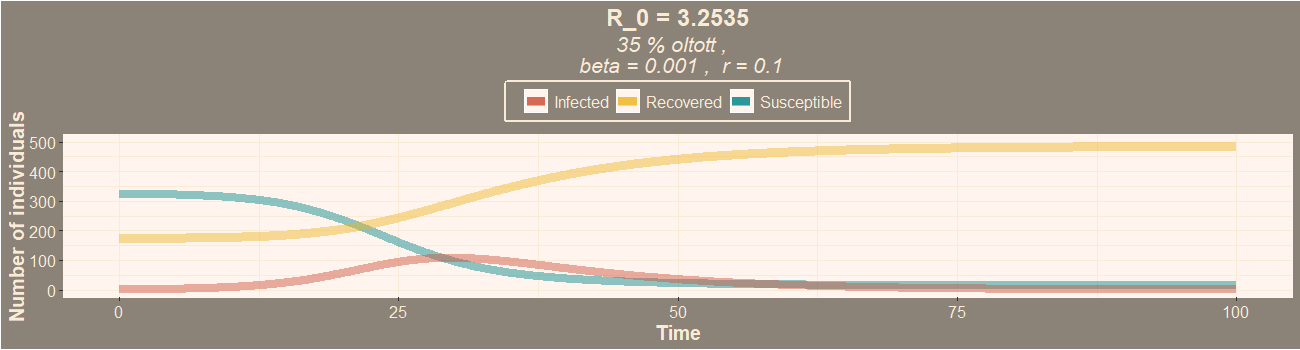 R_0 = 3.2535
35 % oltott ,
beta = 0.001 ,  r = 0.1
Infected
Recovered
Susceptible
Number of individuals
500
400
300
200
100
0
0
25
50
75
100
Time